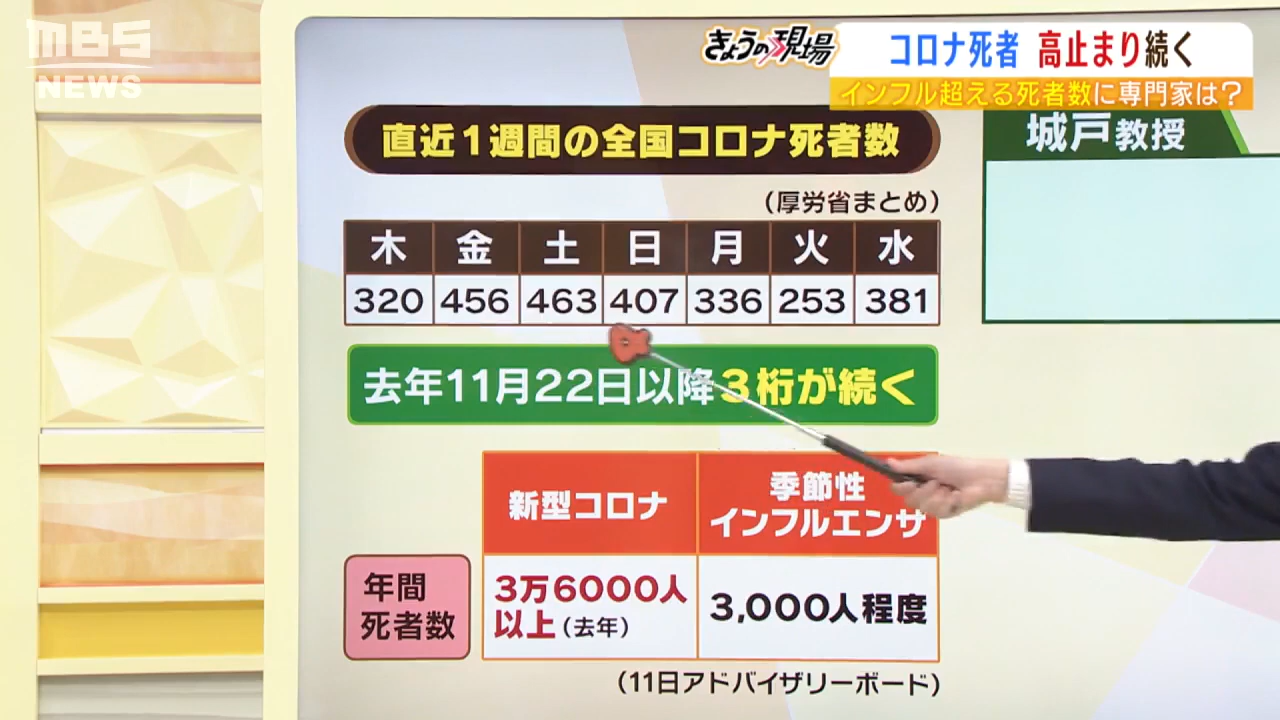 MBS
NEWS
きょうの現場
コロナ死者 高止まり続く
インフル超える死者数に専門家は？
直近１週間の全国コロナ死者数
（厚労省まとめ）
木 金 土 日 月 火 水
320 456 463 407 336 253 381
去年11月22日以降３桁が続く
城戸教授
新型コロナ
季節性
インフルエンザ
年間
死者数
3万6000人
以上（去年）
3,000人程度
（11日アドバイザリーボード）